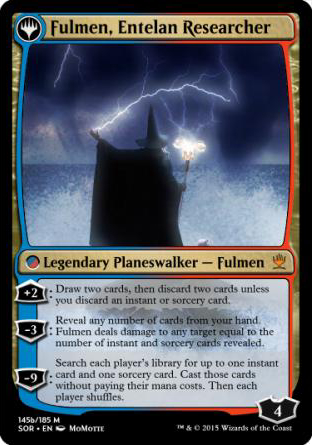 Fulmen, Entelan Researcher
Legendary Planeswalker — Fulmen
+2: Draw two cards, then discard two cards unless
you discard an instant or sorcery card.
-3: Reveal any number of cards from your hand.
Fulmen deals damage to any target equal to the
number of instant and sorcery cards revealed.
-9: Search each player's library for up to one instant
card and one sorcery card. Cast those cards
without paying their mana costs. Then each
player shuffles.
4
145b/185 M
SOR • EN MoMotte
™ & © 2015 Wizards of the Coast